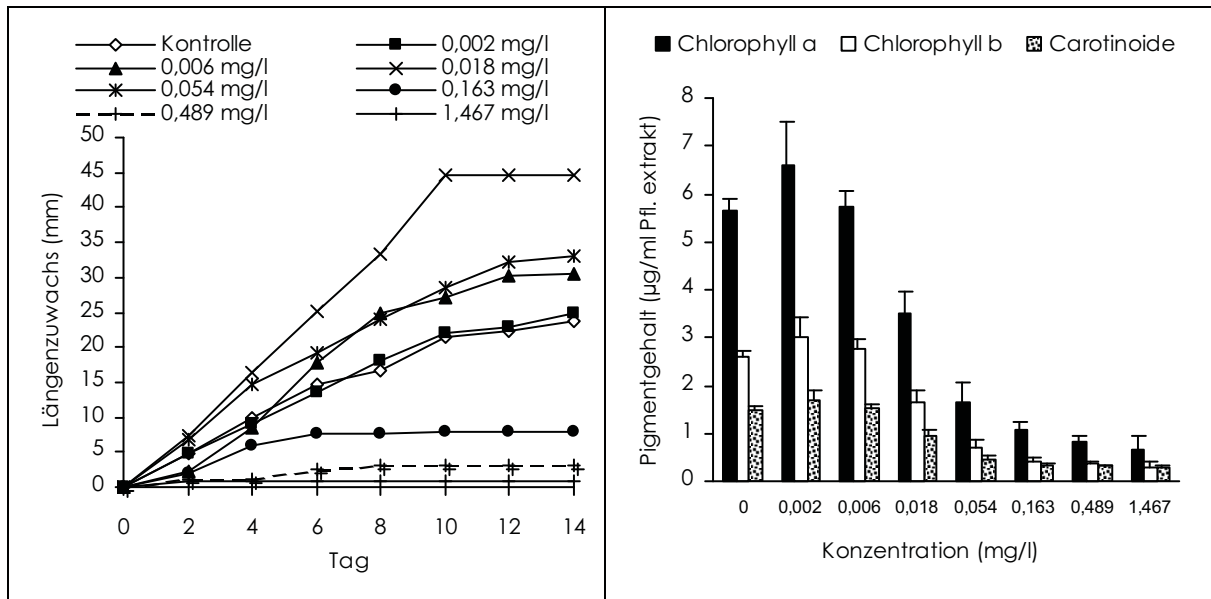 Kontrolle 0,002 mg/l
0,006 mg/l 0,018 mg/l
0,054 mg/l 0,163 mg/l
0,489 mg/l 1,467 mg/l
Längenzuwachs (mm)
50
45
40
35
30
25
20
15
10
5
0
0 2 4 6 8 10 12 14
Tag
Chlorophyll a Chlorophyll b Carotinoide
Pigmentgehalt (µg/ml Pfl. extrakt)
8
7
6
5
4
3
2
1
0
0 0,002 0,006 0,018 0,054 0,163 0,489 1,467
Konzentration (mg/l)